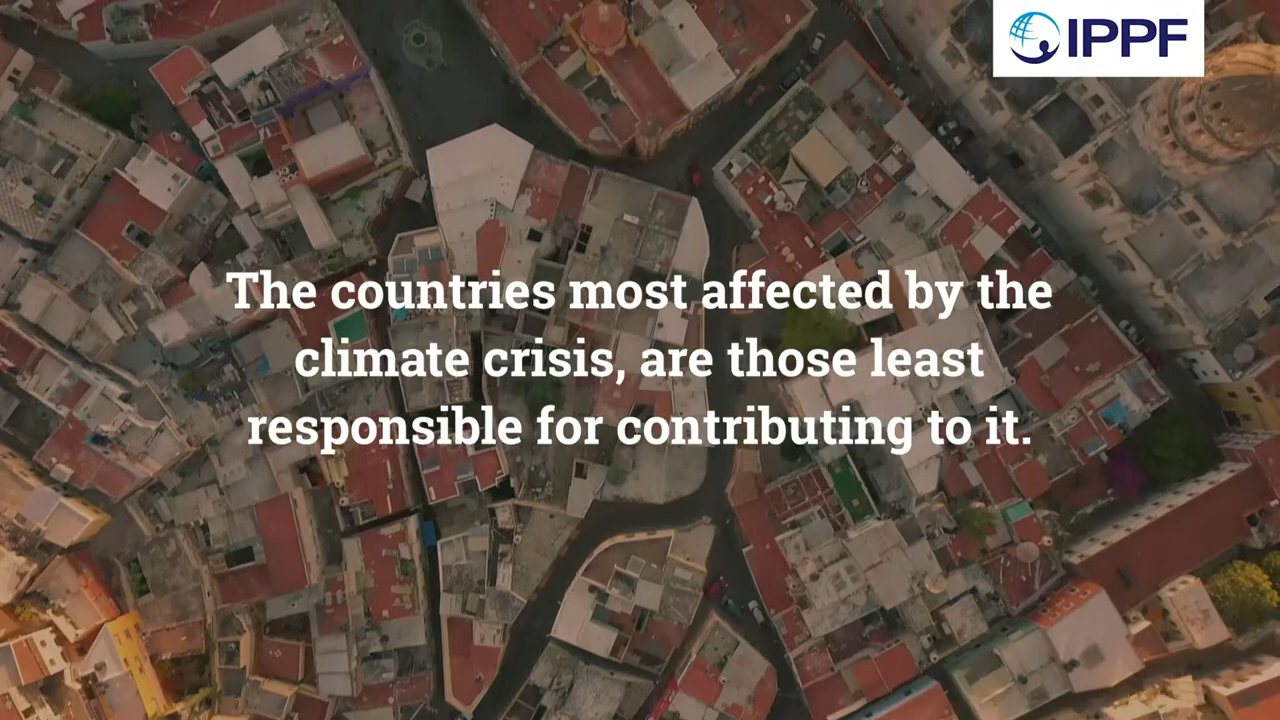 IPPF
The countries most affected by the
climate crisis, are those least
responsible for contributing to it.